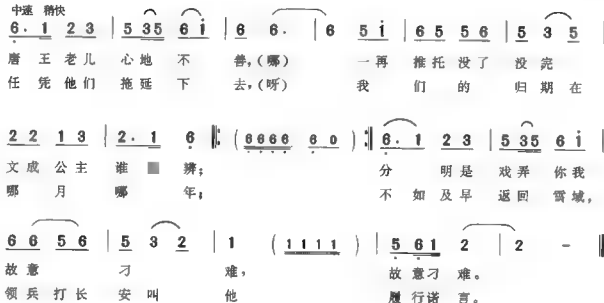 中速 稍快
6· 1 2 3 | 5 35 6 i | 6 6· | 5 i | 6 5 5 6 | 5 3 5 |
唐王老儿 心地不善,(哪) 一再推托没了没完
任凭他们 拖延下去,(呀) 我们的归期在
2 2 1 3 | 2· 1 6 :( 6666 6 0 ) :‖ 6· 1 2 3 | 5 35 6 i |
文成公主谁 辨; 分明是戏弄你我
哪月哪年; 不如及早返回雪域,
6 6 5 6 | 5 3 2 | 1 ( 1 1 1 1 ) | 5 61 2 | 2 - ‖
故意刁难, 故意刁难。
领兵打长安叫他 履行诺言。